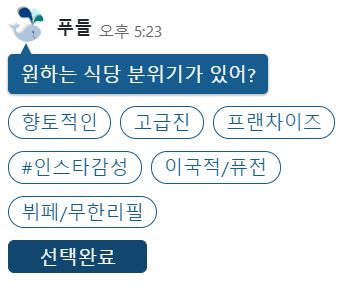 푸들 오후 5:23
원하는 식당 분위기가 있어?
향토적인 고급진 프랜차이즈
#인스타감성 이국적/퓨전
뷔페/무한리필
선택완료